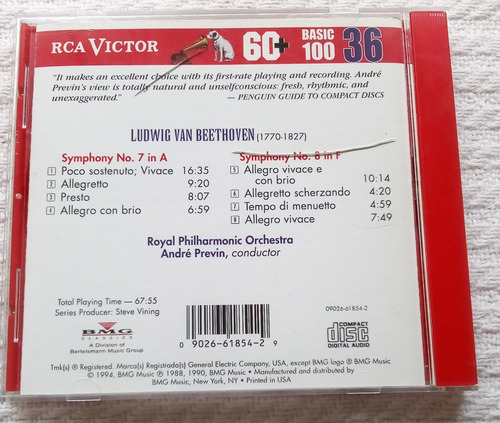 RCA VICTOR 60+ BASIC 100 36
"It makes an excellent choice with its first-rate playing and recording. André
Previn's view is totally natural and unselfconscious: fresh, rhythmic, and
unexaggerated." — PENGUIN GUIDE TO COMPACT DISCS
LUDWIG VAN BEETHOVEN (1770-1827)
Symphony No. 7 in A
1 Poco sostenuto; Vivace 16:35
2 Allegretto 9:20
3 Presto 8:07
4 Allegro con brio 6:59
Symphony No. 8 in F
5 Allegro vivace e
con brio 10:14
6 Allegretto scherzando 4:20
7 Tempo di menuetto 4:59
8 Allegro vivace 7:49
Royal Philharmonic Orchestra
André Previn, conductor
Total Playing Time — 67:55
Series Producer: Steve Vining
BMG
CLASSICS
A Division of
Bertelsmann Music Group
0 9026-61854-2 9
09026-61854-2
COMPACT
disc
DIGITAL AUDIO
Tmk(s) ® Registered. Marca(s) Registrada(s) General Electric Company, USA, except BMG logo ® BMG Music
© 1994, BMG Music ℗ 1988, 1990, BMG Music • Manufactured and distributed by
BMG Music, New York, NY • Printed in USA